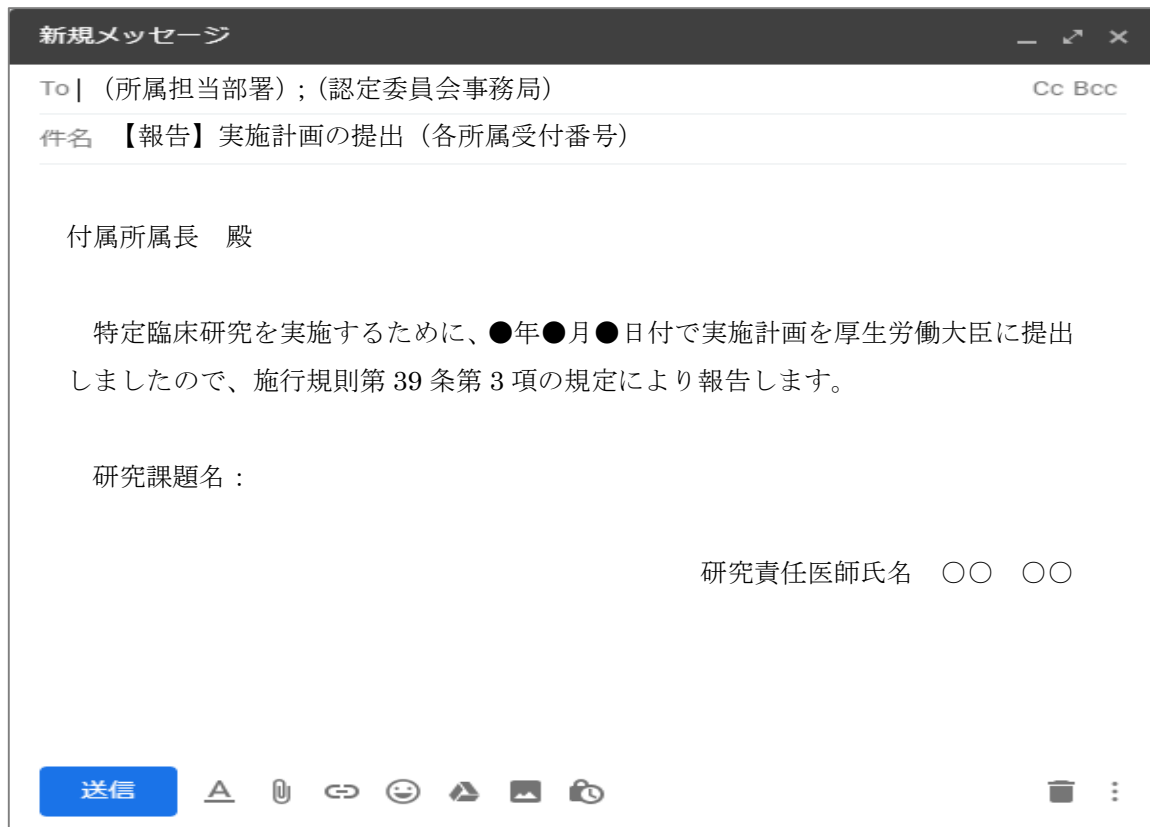 新規メッセージ
To （所属担当部署）；（認定委員会事務局） Cc Bcc
件名 【報告】実施計画の提出（各所属受付番号）
付属所属長　殿
特定臨床研究を実施するために、●年●月●日付で実施計画を厚生労働大臣に提出
しましたので、施行規則第 39 条第 3 項の規定により報告します。
研究課題名：
研究責任医師氏名　○○　○○
送信